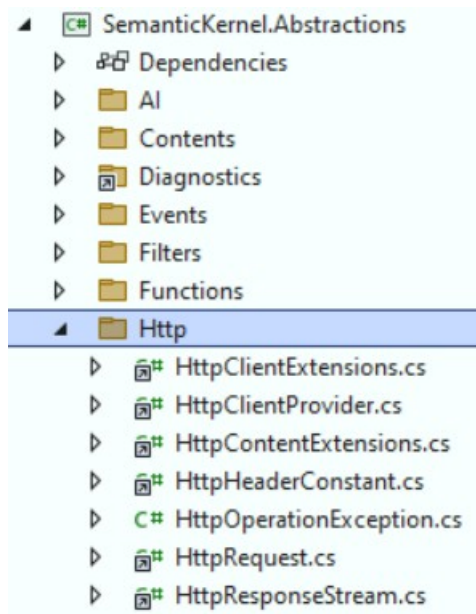 C# SemanticKernel.Abstractions
Dependencies
AI
Contents
Diagnostics
Events
Filters
Functions
Http
HttpClientExtensions.cs
HttpClientProvider.cs
HttpContentExtensions.cs
HttpHeaderConstant.cs
C# HttpOperationException.cs
HttpRequest.cs
HttpResponseStream.cs